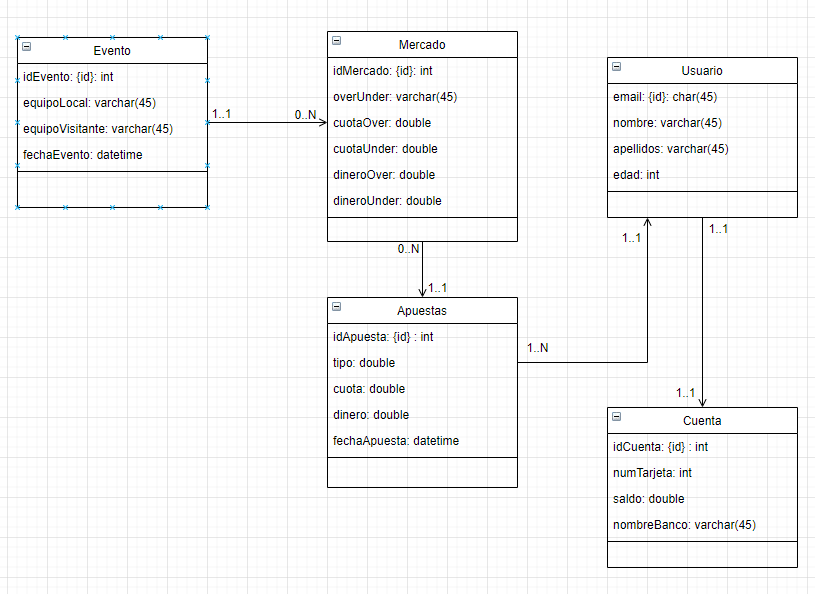 Evento
idEvento: {id}: int
equipoLocal: varchar(45)
equipoVisitante: varchar(45)
fechaEvento: datetime
1..1
0..N
Mercado
idMercado: {id}: int
overUnder: varchar(45)
cuotaOver: double
cuotaUnder: double
dineroOver: double
dineroUnder: double
0..N
1..1
Apuestas
idApuesta: {id} : int
tipo: double
cuota: double
dinero: double
fechaApuesta: datetime
1..N
1..1
Usuario
email: {id}: char(45)
nombre: varchar(45)
apellidos: varchar(45)
edad: int
1..1
1..1
Cuenta
idCuenta: {id} : int
numTarjeta: int
saldo: double
nombreBanco: varchar(45)